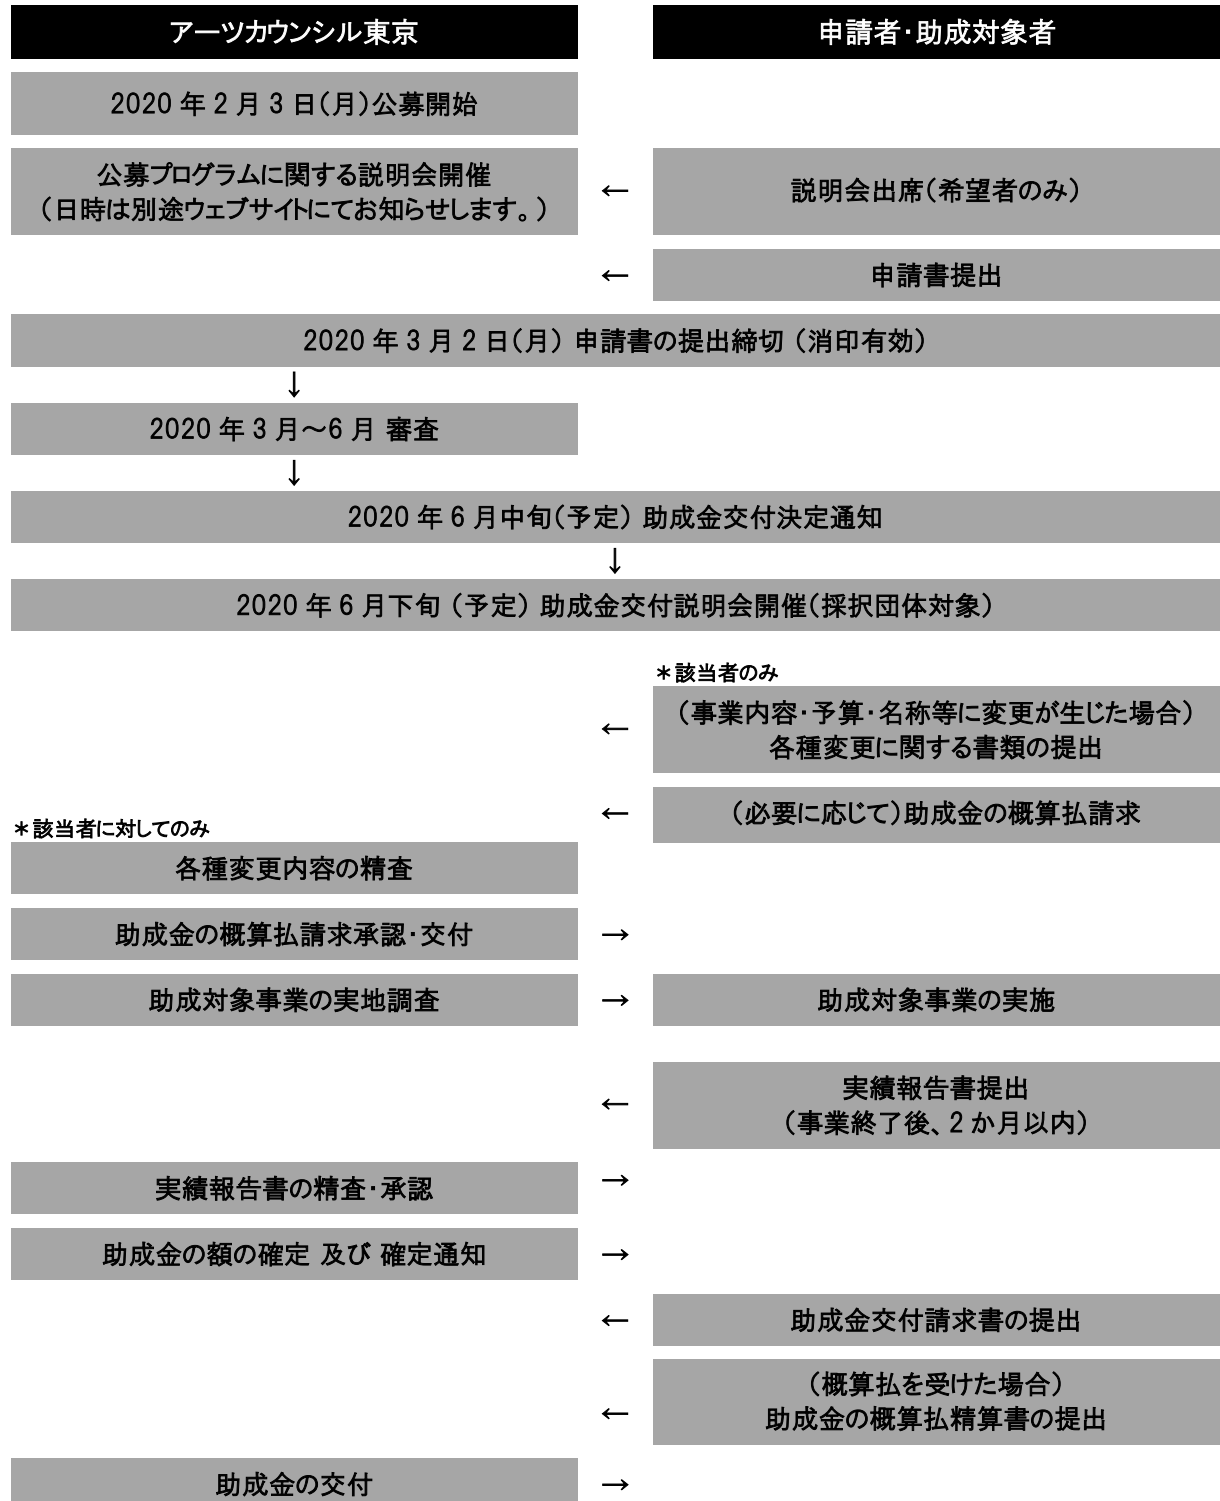 アーツカウンシル東京
申請者・助成対象者
2020 年 2 月 3 日（月）公募開始
公募プログラムに関する説明会開催
（日時は別途ウェブサイトにてお知らせします。）
←
説明会出席（希望者のみ）
←
申請書提出
2020 年 3 月 2 日（月） 申請書の提出締切 （消印有効）
↓
2020 年 3 月～6 月 審査
↓
2020 年 6 月中旬（予定） 助成金交付決定通知
↓
2020 年 6 月下旬 （予定） 助成金交付説明会開催（採択団体対象）
＊該当者のみ
←
（事業内容・予算・名称等に変更が生じた場合）
各種変更に関する書類の提出
←
（必要に応じて）助成金の概算払請求
＊該当者に対してのみ
各種変更内容の精査
助成金の概算払請求承認・交付
→
助成対象事業の実地調査
→
助成対象事業の実施
←
実績報告書提出
（事業終了後、2 か月以内）
実績報告書の精査・承認
→
助成金の額の確定 及び 確定通知
→
←
助成金交付請求書の提出
←
（概算払を受けた場合）
助成金の概算払精算書の提出
助成金の交付
→